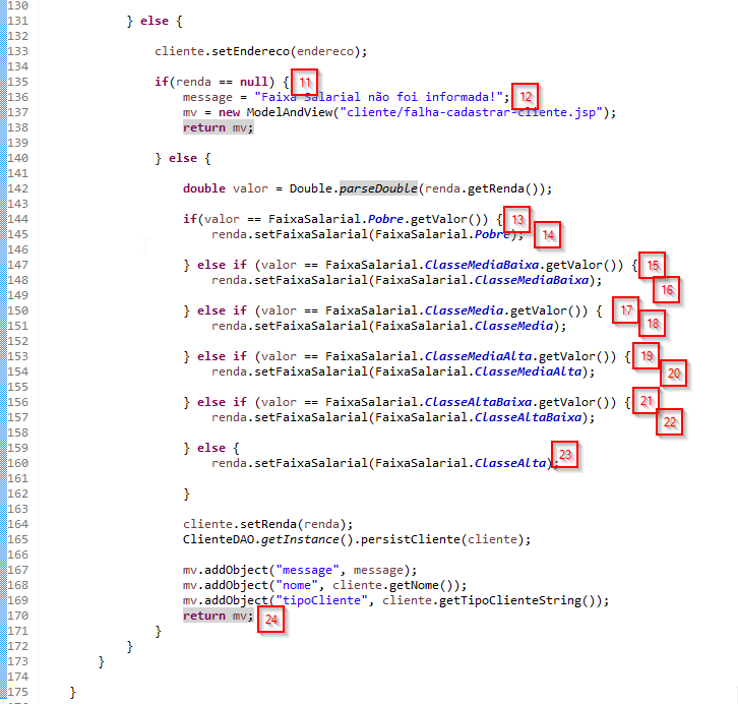 130
131 } else {
132
133 cliente.setEndereco(endereco);
134
135 if(renda == null) { 11
136 message = "Faixa Salarial não foi informada!"; 12
137 mv = new ModelAndView("cliente/falha-cadastrar-cliente.jsp");
138 return mv;
139
140 } else {
141
142 double valor = Double.parseDouble(renda.getRenda());
143
144 if(valor == FaixaSalarial.Pobre.getValor()) { 13
145 renda.setFaixaSalarial(FaixaSalarial.Pobre); 14
146
147 } else if (valor == FaixaSalarial.ClasseMediaBaixa.getValor()) { 15
148 renda.setFaixaSalarial(FaixaSalarial.ClasseMediaBaixa); 16
149
150 } else if (valor == FaixaSalarial.ClasseMedia.getValor()) { 17
151 renda.setFaixaSalarial(FaixaSalarial.ClasseMedia); 18
152
153 } else if (valor == FaixaSalarial.ClasseMediaAlta.getValor()) { 19
154 renda.setFaixaSalarial(FaixaSalarial.ClasseMediaAlta); 20
155
156 } else if (valor == FaixaSalarial.ClasseAltaBaixa.getValor()) { 21
157 renda.setFaixaSalarial(FaixaSalarial.ClasseAltaBaixa); 22
158
159 } else {
160 renda.setFaixaSalarial(FaixaSalarial.ClasseAlta); 23
161
162 }
163
164 cliente.setRenda(renda);
165 ClienteDAO.getInstance().persistCliente(cliente);
166
167 mv.addObject("message", message);
168 mv.addObject("nome", cliente.getNome());
169 mv.addObject("tipoCliente", cliente.getTipoClienteString());
170 return mv; 24
171 }
172 }
173 }
174
175 }